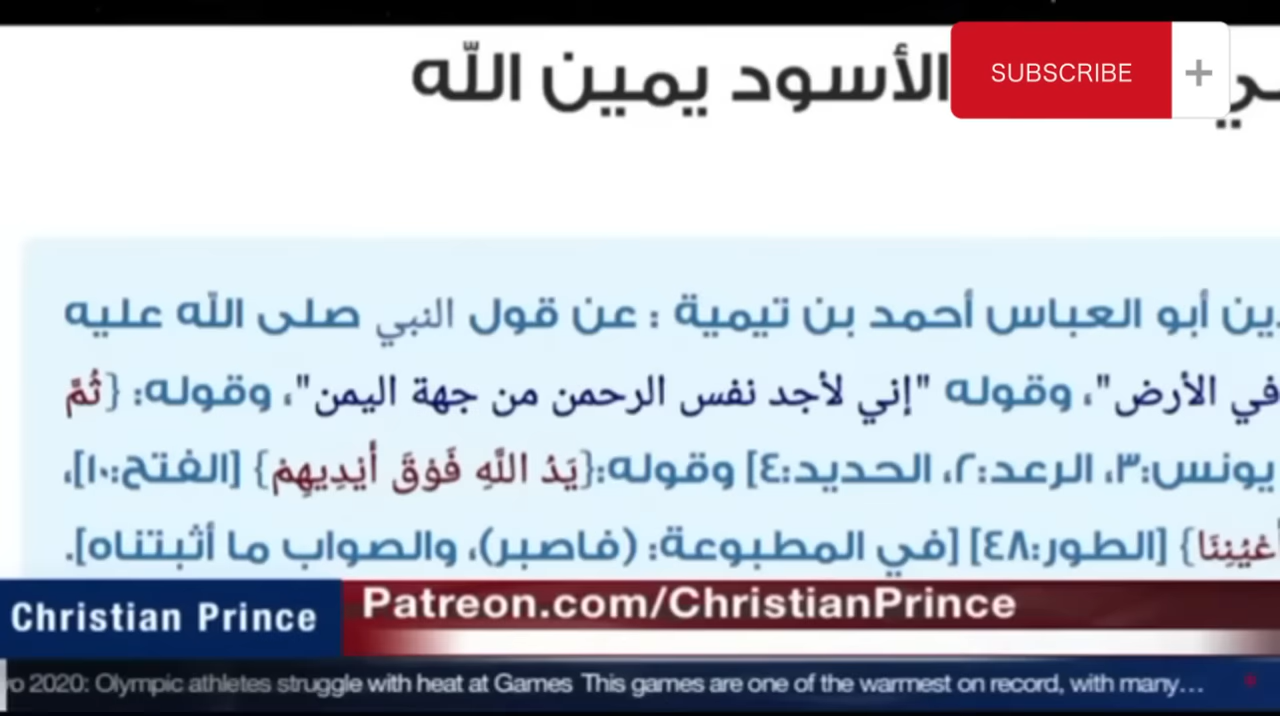 الأسود يمين الله
SUBSCRIBE +
أبو العباس أحمد بن تيمية : عن قول النبي صلى الله عليه
في الأرض"، وقوله "إني لأجد نفس الرحمن من جهة اليمن"، وقوله: {ثُمَّ
يونس:٣، الرعد:٢، الحديد:٤] وقوله:{يَدُ اللَّهِ فَوْقَ أَيْدِيهِمْ} [الفتح:١٠]،
} [الطور:٤٨] [في المطبوعة: (فاصبر)، والصواب ما أثبتناه].
Christian Prince
Patreon.com/ChristianPrince
2020: Olympic athletes struggle with heat at Games This games are one of the warmest on record, with many...